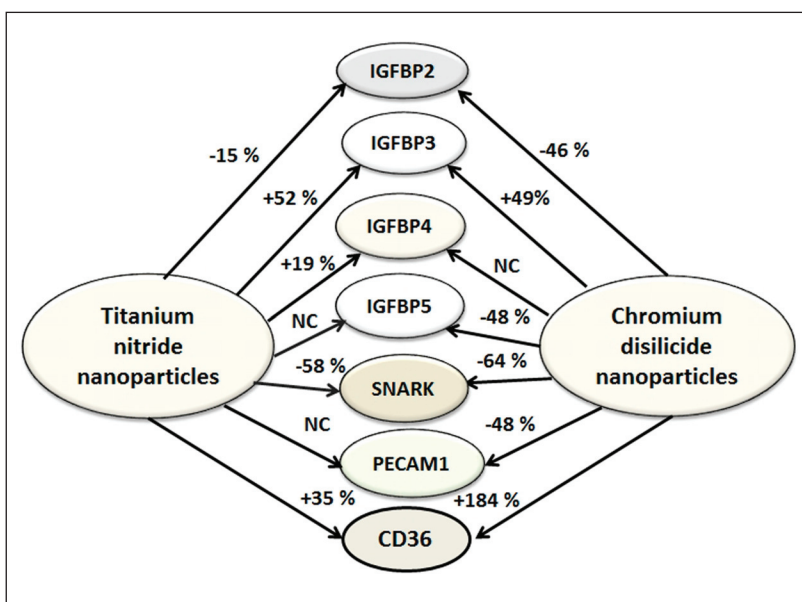 IGFBP2
-15 %
-46 %
IGFBP3
+52 %
+49%
IGFBP4
+19 %
NC
Titanium
nitride
nanoparticles
IGFBP5
NC
-48 %
Chromium
disilicide
nanoparticles
-58 %
-64 %
SNARK
NC
-48 %
PECAM1
+35 %
+184 %
CD36